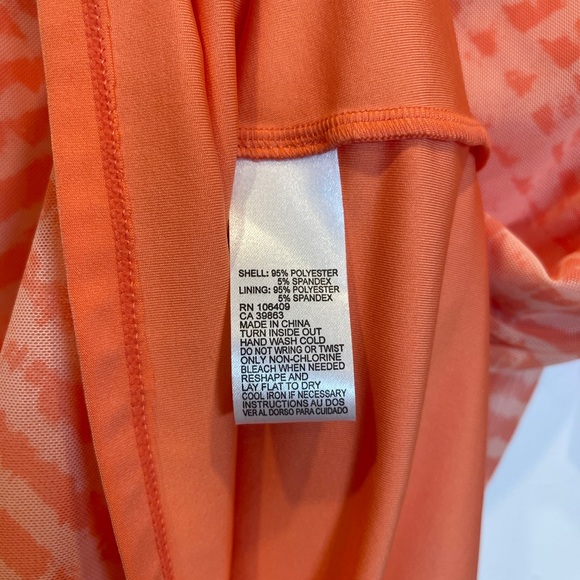 SHELL: 95% POLYESTER
5% SPANDEX
LINING: 95% POLYESTER
5% SPANDEX
RN 106409
CA 39863
MADE IN CHINA
TURN INSIDE OUT
HAND WASH COLD
DO NOT WRING OR TWIST
ONLY NON-CHLORINE
BLEACH WHEN NEEDED
RESHAPE AND
LAY FLAT TO DRY
COOL IRON IF NECESSARY
INSTRUCTIONS AU DOS
VER AL DORSO PARA CUIDADO